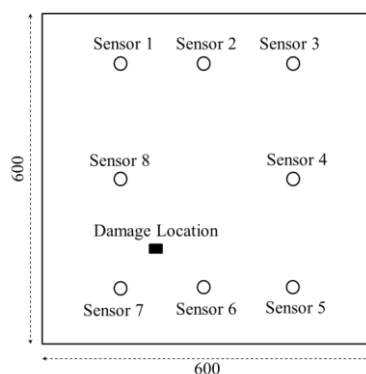 Sensor 1 Sensor 2 Sensor 3
Sensor 8 Sensor 4
600
Damage Location
Sensor 7 Sensor 6 Sensor 5
600